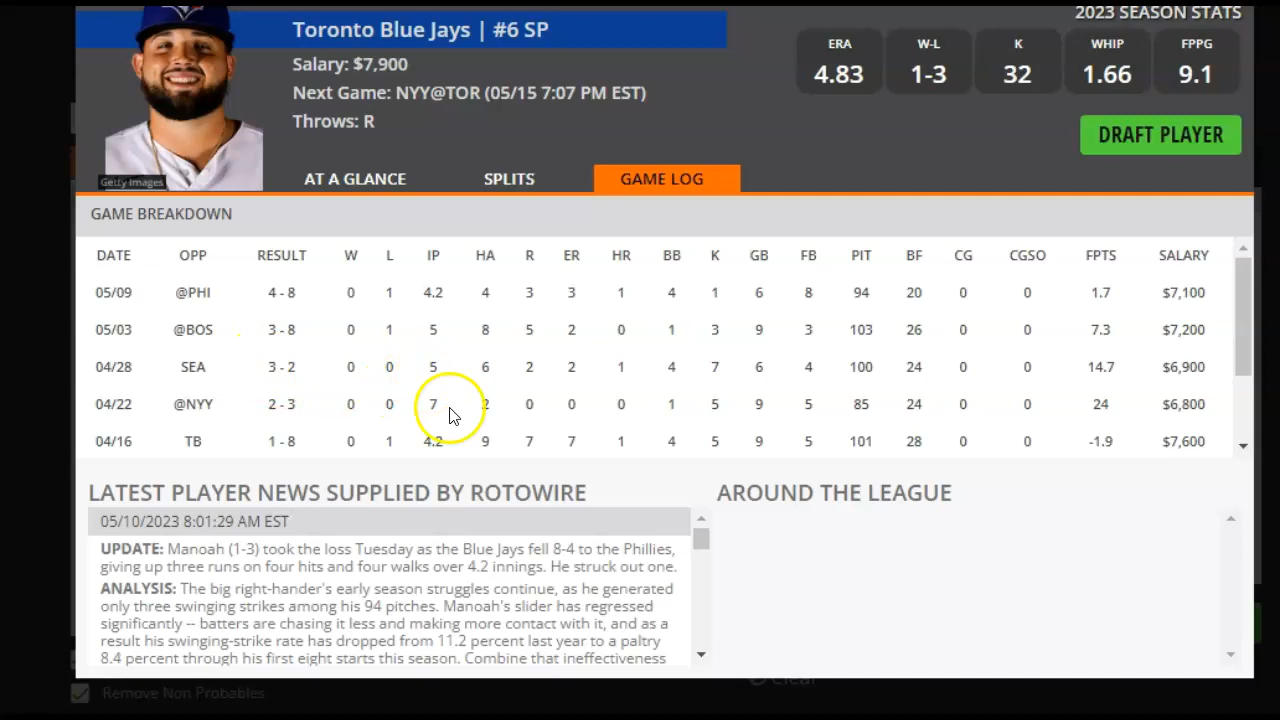 Toronto Blue Jays | #6 SP
Salary: $7,900
Next Game: NYY@TOR (05/15 7:07 PM EST)
Throws: R
2023 SEASON STATS
ERA W-L K WHIP FPPG
4.83 1-3 32 1.66 9.1
DRAFT PLAYER
Getty Images
AT A GLANCE SPLITS GAME LOG
GAME BREAKDOWN
DATE OPP RESULT W L IP HA R ER HR BB K GB FB PIT BF CG CGSO FPTS SALARY
05/09 @PHI 4 - 8 0 1 4.2 4 3 3 1 4 1 6 8 94 20 0 0 1.7 $7,100
05/03 @BOS 3 - 8 0 1 5 8 5 2 0 1 3 9 3 103 26 0 0 7.3 $7,200
04/28 SEA 3 - 2 0 0 5 6 2 2 1 4 7 6 4 100 24 0 0 14.7 $6,900
04/22 @NYY 2 - 3 0 0 7 2 0 0 0 1 5 9 5 85 24 0 0 24 $6,800
04/16 TB 1 - 8 0 1 4.2 9 7 7 1 4 5 9 5 101 28 0 0 -1.9 $7,600
LATEST PLAYER NEWS SUPPLIED BY ROTOWIRE
05/10/2023 8:01:29 AM EST
UPDATE: Manoah (1-3) took the loss Tuesday as the Blue Jays fell 8-4 to the Phillies,
giving up three runs on four hits and four walks over 4.2 innings. He struck out one.
ANALYSIS: The big right-hander's early season struggles continue, as he generated
only three swinging strikes among his 94 pitches. Manoah's slider has regressed
significantly -- batters are chasing it less and making more contact with it, and as a
result his swinging-strike rate has dropped from 11.2 percent last year to a paltry
8.4 percent through his first eight starts this season. Combine that ineffectiveness
AROUND THE LEAGUE
Remove Non Probables
Clear